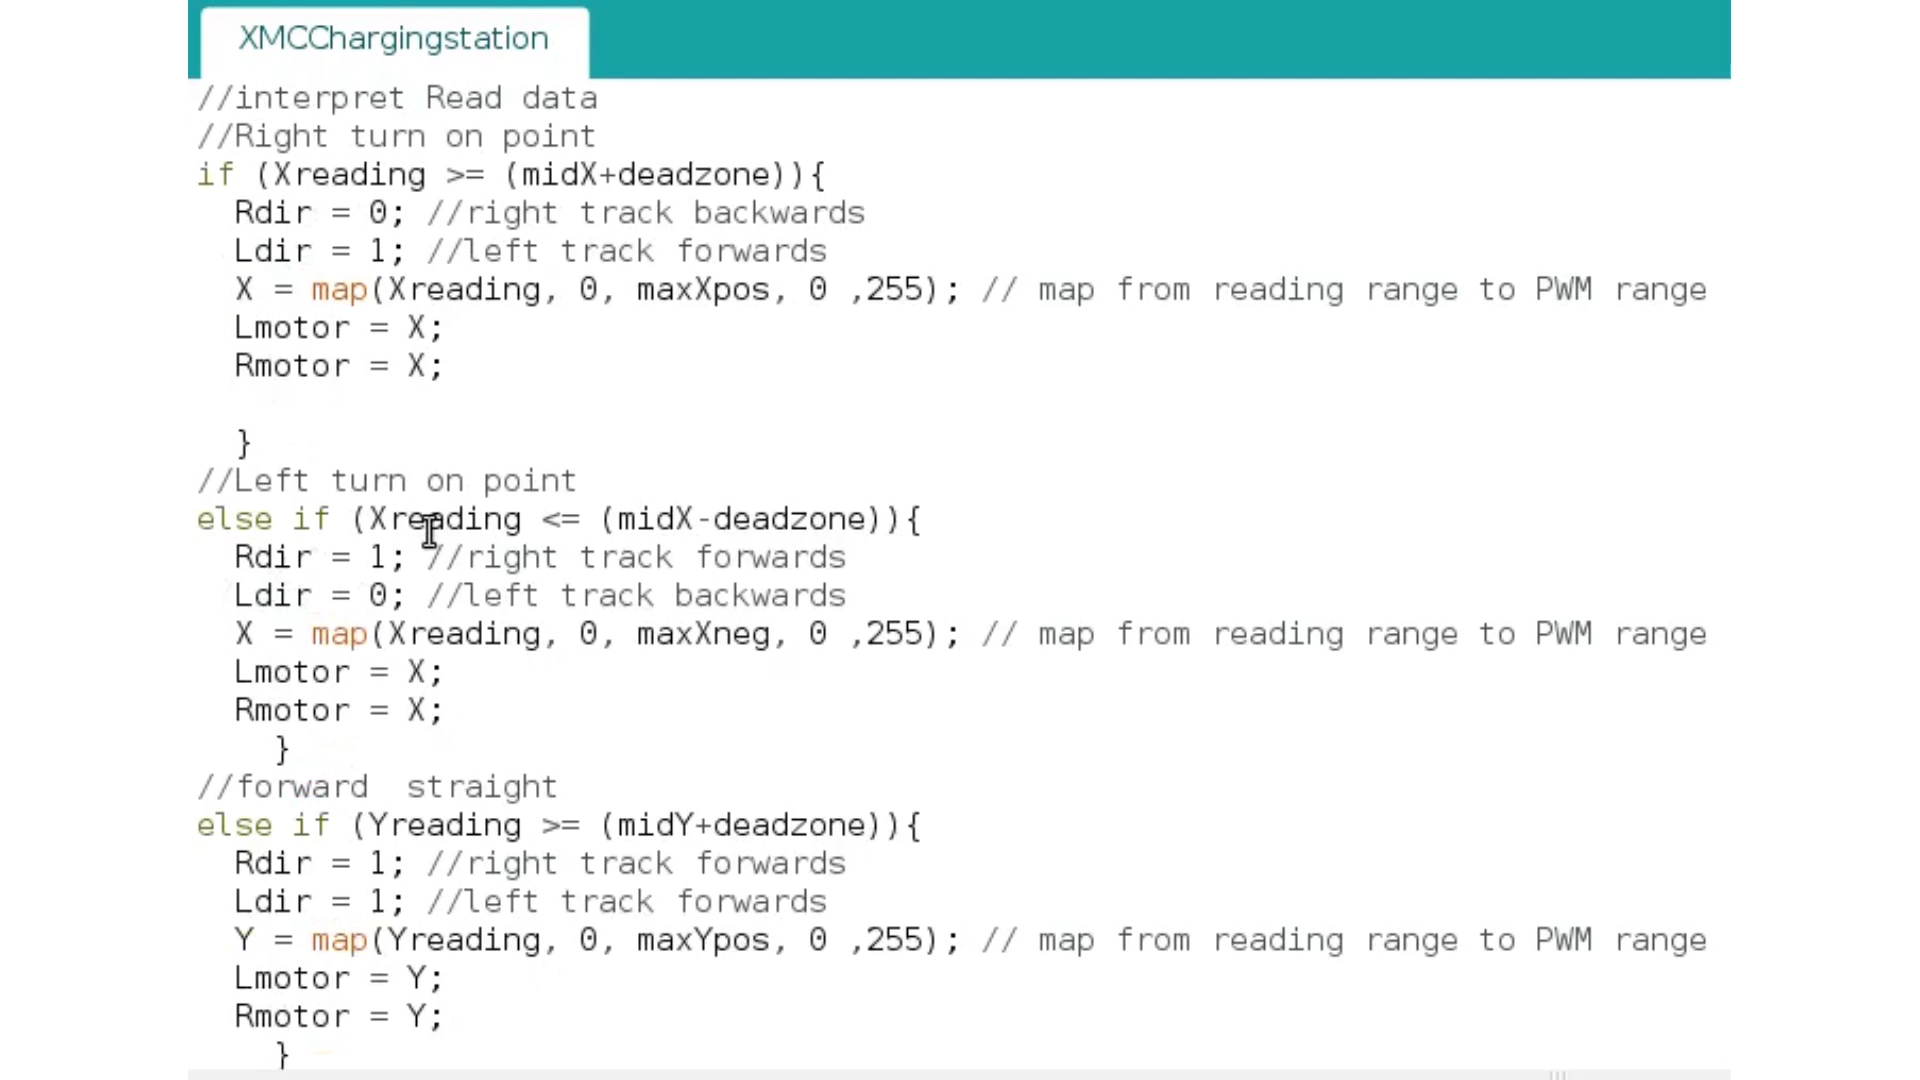 XMCChargingstation
//interpret Read data
//Right turn on point
if (Xreading >= (midX+deadzone)){
Rdir = 0; //right track backwards
Ldir = 1; //left track forwards
X = map(Xreading, 0, maxXpos, 0 ,255); // map from reading range to PWM range
Lmotor = X;
Rmotor = X;
}
//Left turn on point
else if (Xreading <= (midX-deadzone)){
Rdir = 1; //right track forwards
Ldir = 0; //left track backwards
X = map(Xreading, 0, maxXneg, 0 ,255); // map from reading range to PWM range
Lmotor = X;
Rmotor = X;
}
//forward  straight
else if (Yreading >= (midY+deadzone)){
Rdir = 1; //right track forwards
Ldir = 1; //left track forwards
Y = map(Yreading, 0, maxYpos, 0 ,255); // map from reading range to PWM range
Lmotor = Y;
Rmotor = Y;
}